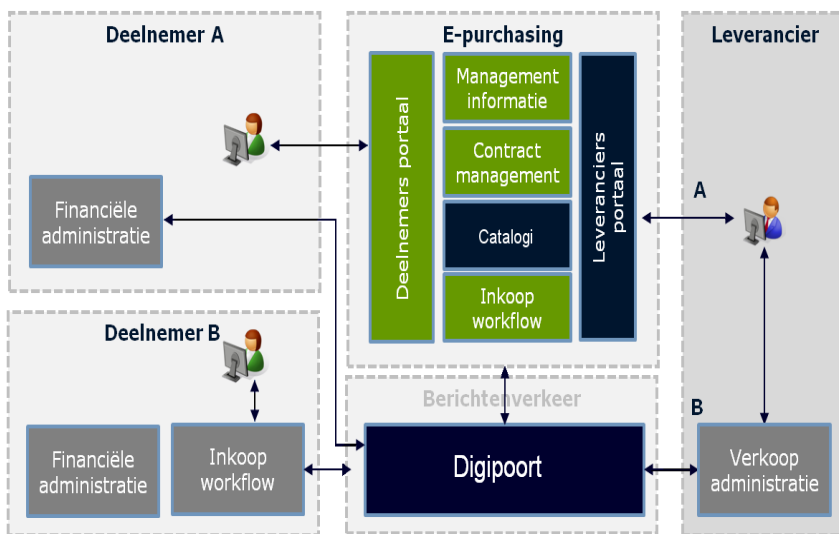 Deelnemer A
Financiële
administratie
E-purchasing
Deelnemers portaal
Management
informatie
Contract
management
Catalogi
Inkoop
workflow
Leveranciers
portaal
Leverancier
A
Deelnemer B
Financiële
administratie
Inkoop
workflow
Berichtenverkeer
Digipoort
B
Verkoop
administratie